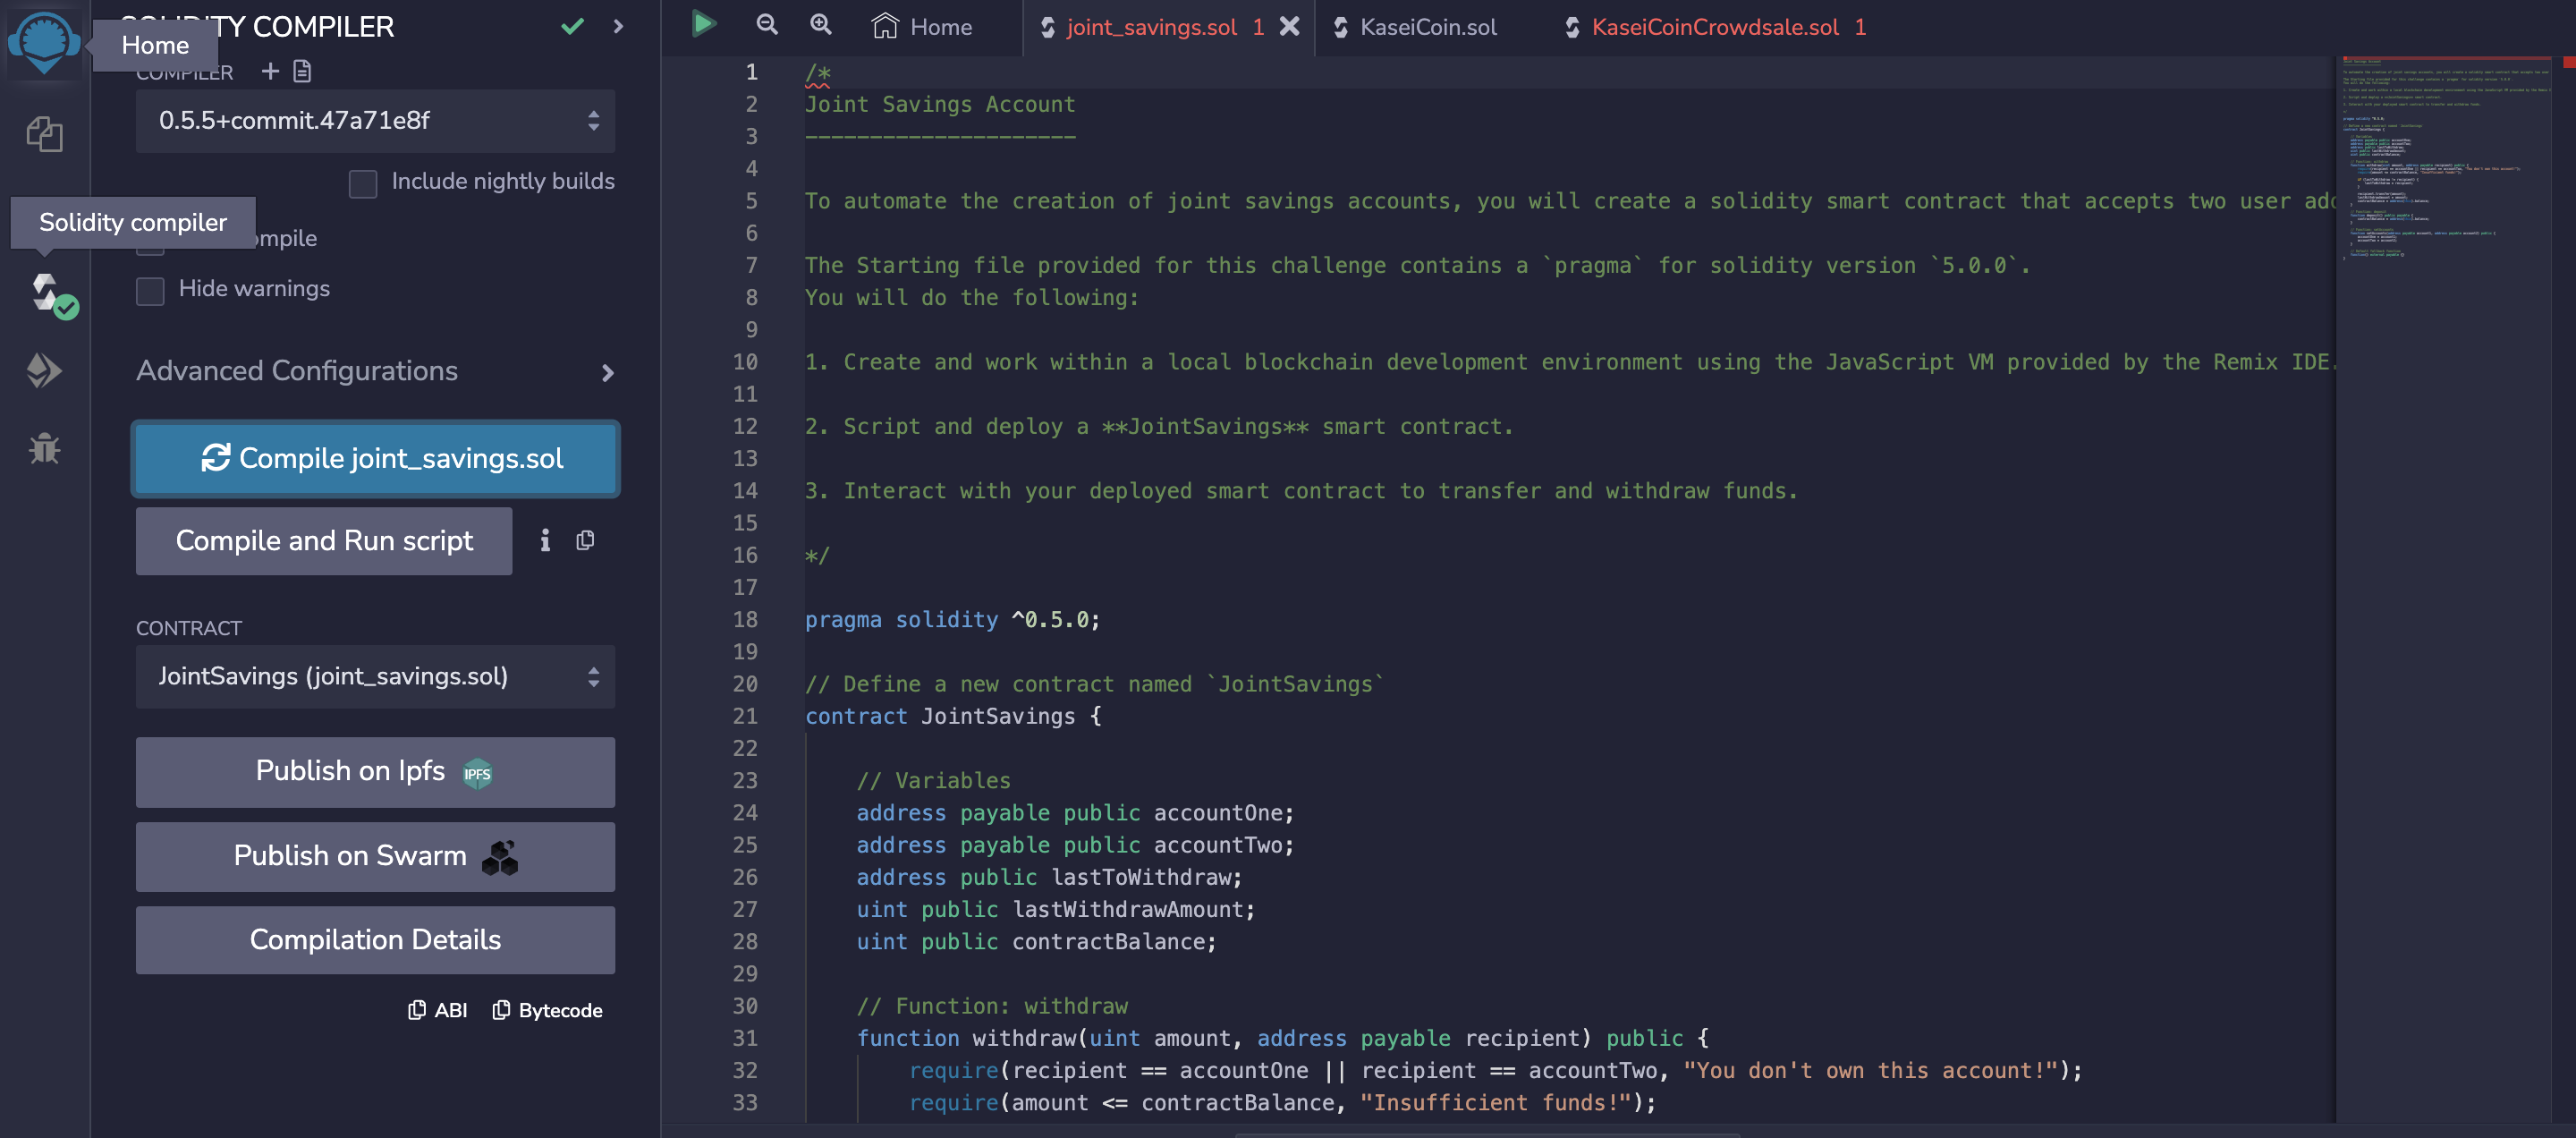 SOLIDITY COMPILER
Home
COMPILER
0.5.5+commit.47a71e8f
Include nightly builds
Solidity compiler
compile
Hide warnings
Advanced Configurations
Compile joint_savings.sol
Compile and Run script
CONTRACT
JointSavings (joint_savings.sol)
Publish on Ipfs IPFS
Publish on Swarm
Compilation Details
ABI Bytecode
Home joint_savings.sol 1 KaseiCoin.sol KaseiCoinCrowdsale.sol 1
1 /*
2 Joint Savings Account
3 ---------------------
4
5 To automate the creation of joint savings accounts, you will create a solidity smart contract that accepts two user add
6
7 The Starting file provided for this challenge contains a `pragma` for solidity version `5.0.0`.
8 You will do the following:
9
10 1. Create and work within a local blockchain development environment using the JavaScript VM provided by the Remix IDE.
11
12 2. Script and deploy a **JointSavings** smart contract.
13
14 3. Interact with your deployed smart contract to transfer and withdraw funds.
15
16 */
17
18 pragma solidity ^0.5.0;
19
20 // Define a new contract named `JointSavings`
21 contract JointSavings {
22
23 // Variables
24 address payable public accountOne;
25 address payable public accountTwo;
26 address public lastToWithdraw;
27 uint public lastWithdrawAmount;
28 uint public contractBalance;
29
30 // Function: withdraw
31 function withdraw(uint amount, address payable recipient) public {
32 require(recipient == accountOne || recipient == accountTwo, "You don't own this account!");
33 require(amount <= contractBalance, "Insufficient funds!");